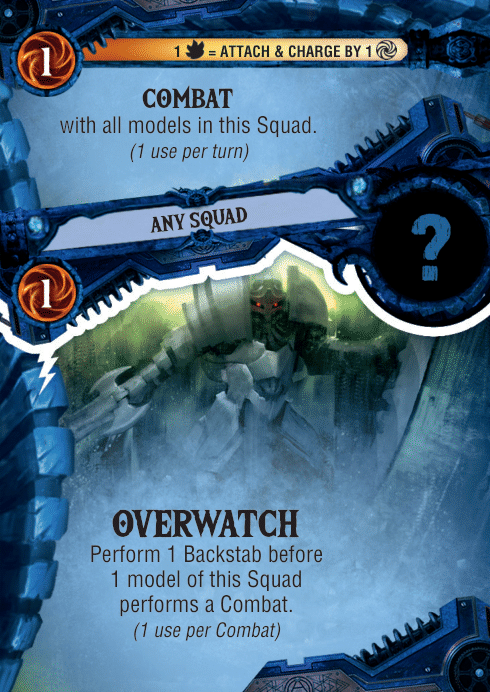 1
1 = ATTACH & CHARGE BY 1
COMBAT
with all models in this Squad.
(1 use per turn)
ANY SQUAD
?
1
OVERWATCH
Perform 1 Backstab before
1 model of this Squad
performs a Combat.
(1 use per Combat)